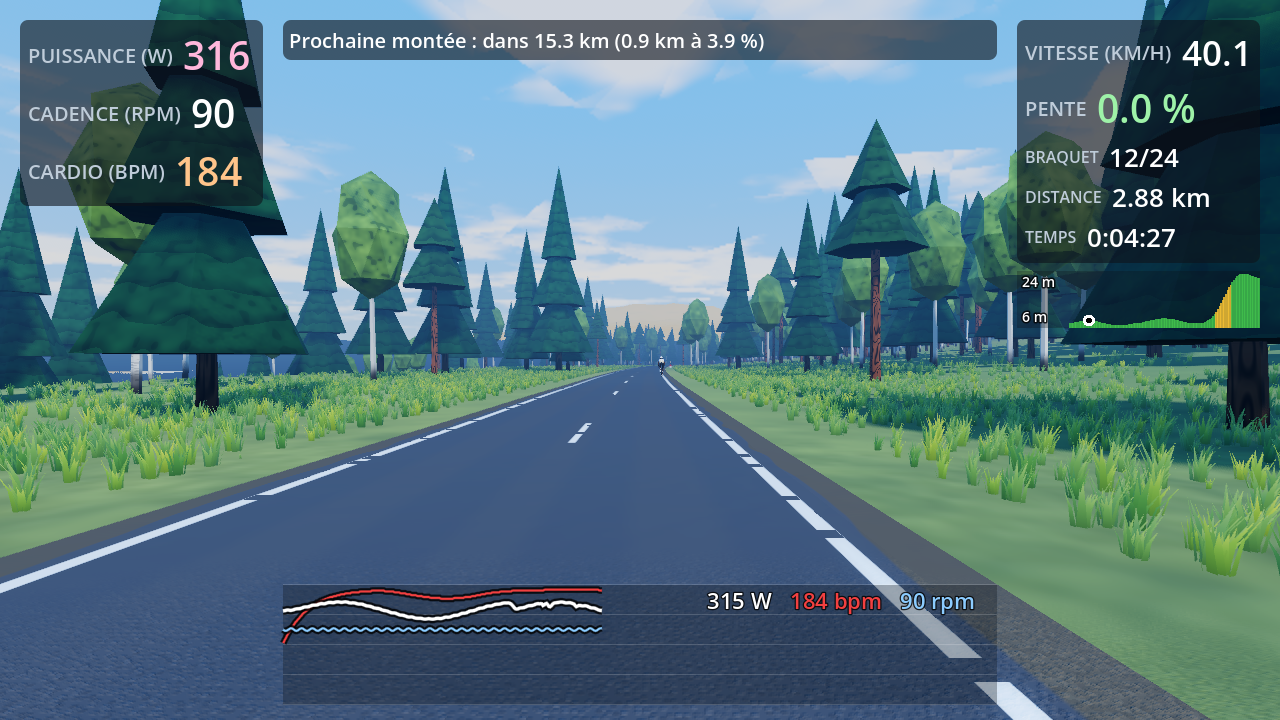 PUISSANCE (W) 316
CADENCE (RPM) 90
CARDIO (BPM) 184
Prochaine montée : dans 15.3 km (0.9 km à 3.9 %)
VITESSE (KM/H) 40.1
PENTE 0.0 %
BRAQUET 12/24
DISTANCE 2.88 km
TEMPS 0:04:27
24 m
6 m
315 W 184 bpm 90 rpm